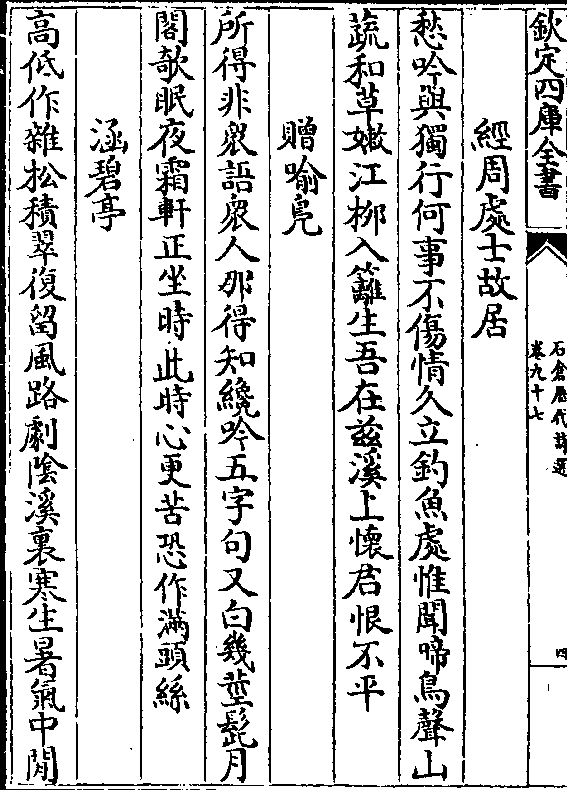 欽定四庫全書
石倉歷代詩選
卷九十七
四
經周處士故居
愁吟與獨行何事不傷情久立釣魚處惟聞啼鳥聲山
蔬和草嫰江栁入籬生吾在兹溪上懷君恨不平
贈喻鳧
所得非衆語衆人那得知纔吟五字句又白幾莖髭月
閣欹眠夜霜軒正坐時此時心更苦恐作滿頭絲
涵碧亭
高低作雜松積翠復留風路劇陰溪裏寒生暑氣中閒